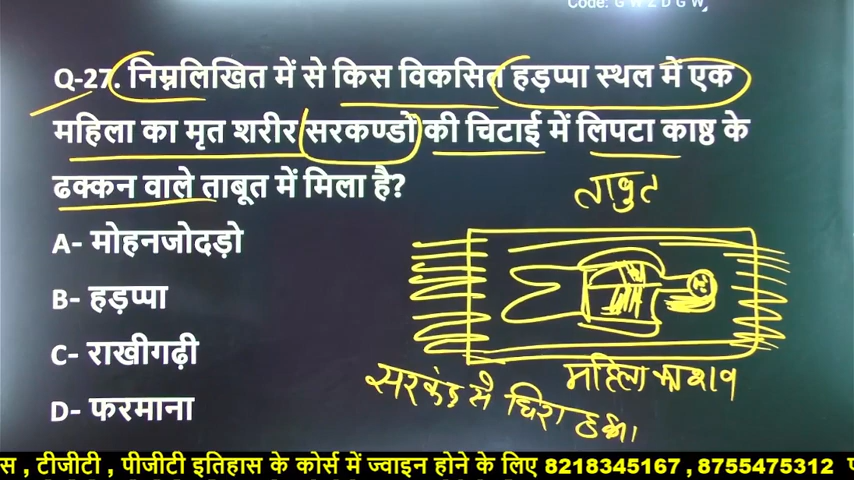 Code: G W Z D G W
Q-27. निम्नलिखित में से किस विकसित हड़प्पा स्थल में एक
महिला का मृत शरीर सरकण्डों की चिटाई में लिपटा काष्ठ के
ढक्कन वाले ताबूत में मिला है?
ताबुत
A- मोहनजोदड़ो
B- हड़प्पा
C- राखीगढ़ी
D- फरमाना
महिला का शव
सरकंडे से घिरा हुआ
स , टीजीटी , पीजीटी इतिहास के कोर्स में ज्वाइन होने के लिए 8218345167 , 8755475312